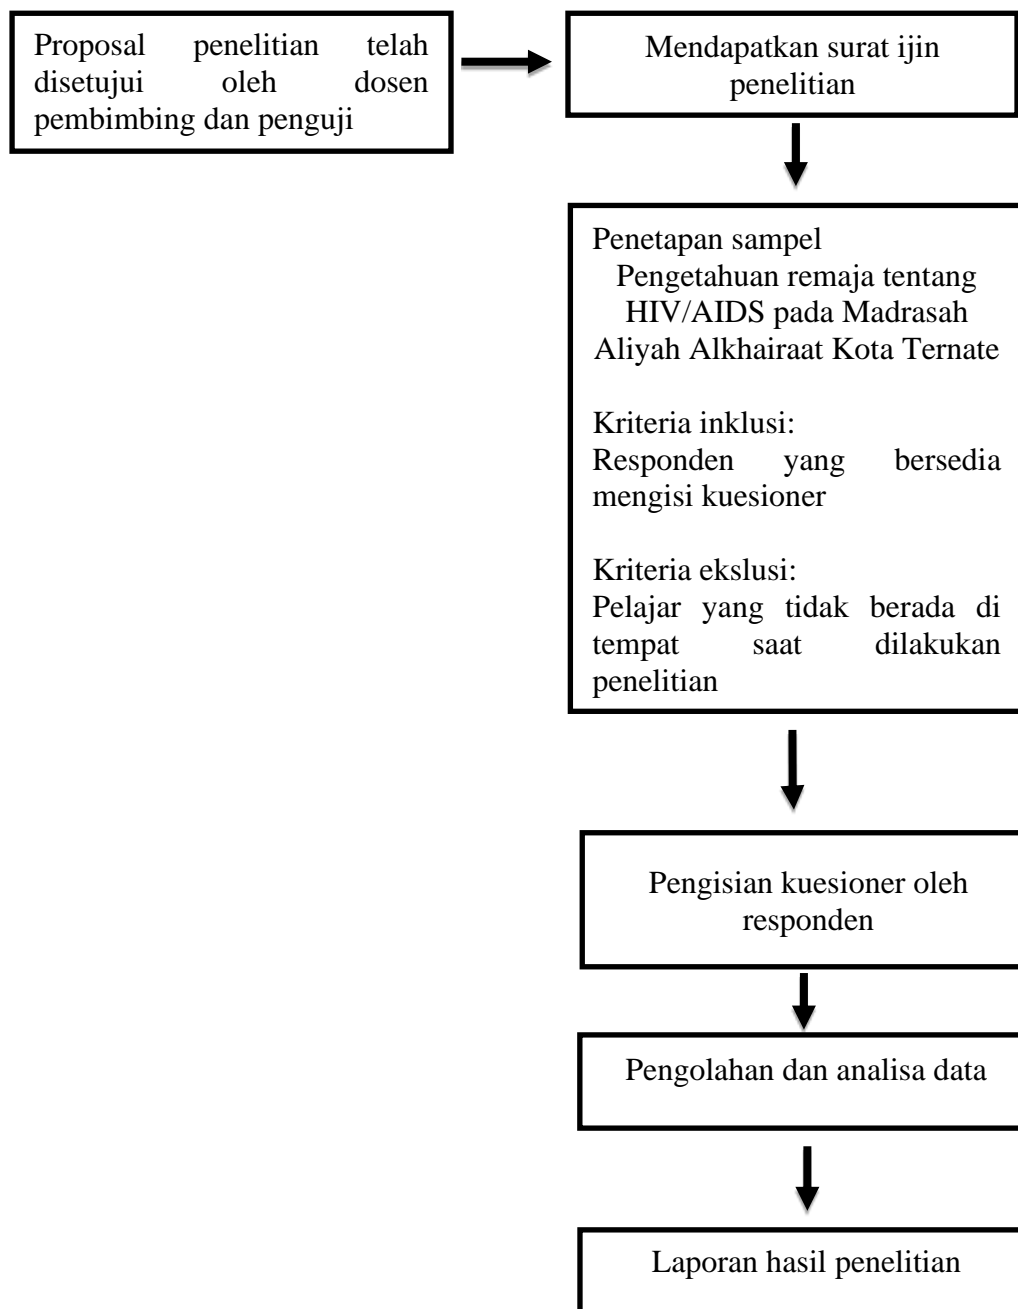 Proposal penelitian telah
disetujui oleh dosen
pembimbing dan penguji
Mendapatkan surat ijin
penelitian
Penetapan sampel
Pengetahuan remaja tentang
HIV/AIDS pada Madrasah
Aliyah Alkhairaat Kota Ternate
Kriteria inklusi:
Responden yang bersedia
mengisi kuesioner
Kriteria ekslusi:
Pelajar yang tidak berada di
tempat saat dilakukan
penelitian
Pengisian kuesioner oleh
responden
Pengolahan dan analisa data
Laporan hasil penelitian